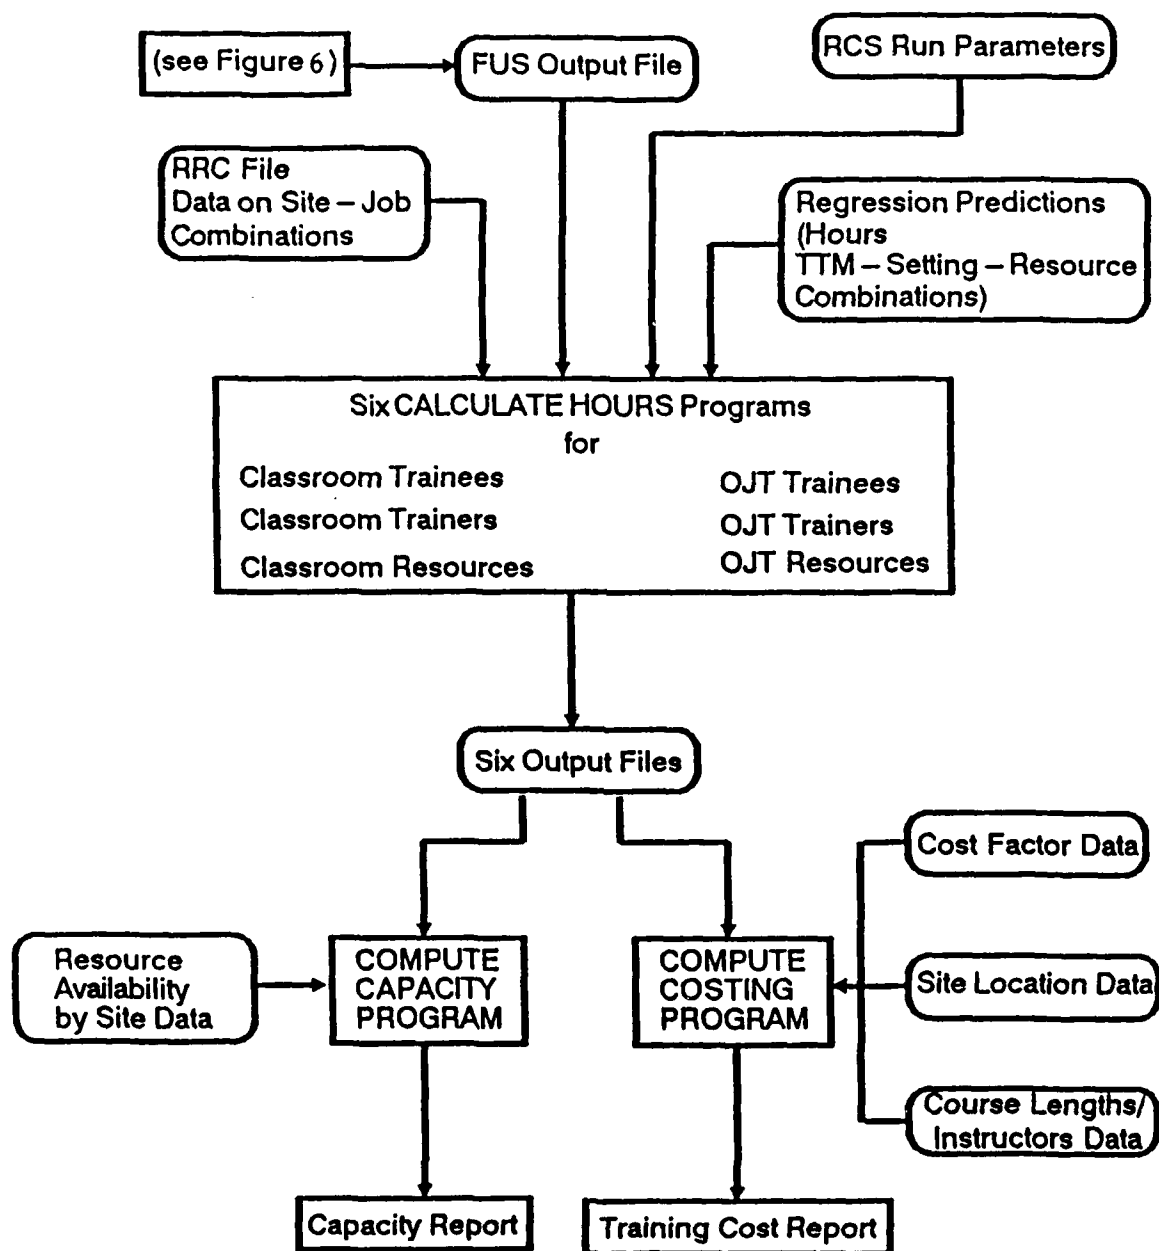 (see Figure 6)
FUS Output File
RCS Run Parameters
RRC File
Data on Site – Job
Combinations
Regression Predictions
(Hours
TTM – Setting – Resource
Combinations)
Six CALCULATE HOURS Programs
for
Classroom Trainees
Classroom Trainers
Classroom Resources
OJT Trainees
OJT Trainers
OJT Resources
Six Output Files
Cost Factor Data
Resource
Availability
by Site Data
COMPUTE
CAPACITY
PROGRAM
COMPUTE
COSTING
PROGRAM
Site Location Data
Course Lengths/
Instructors Data
Capacity Report
Training Cost Report